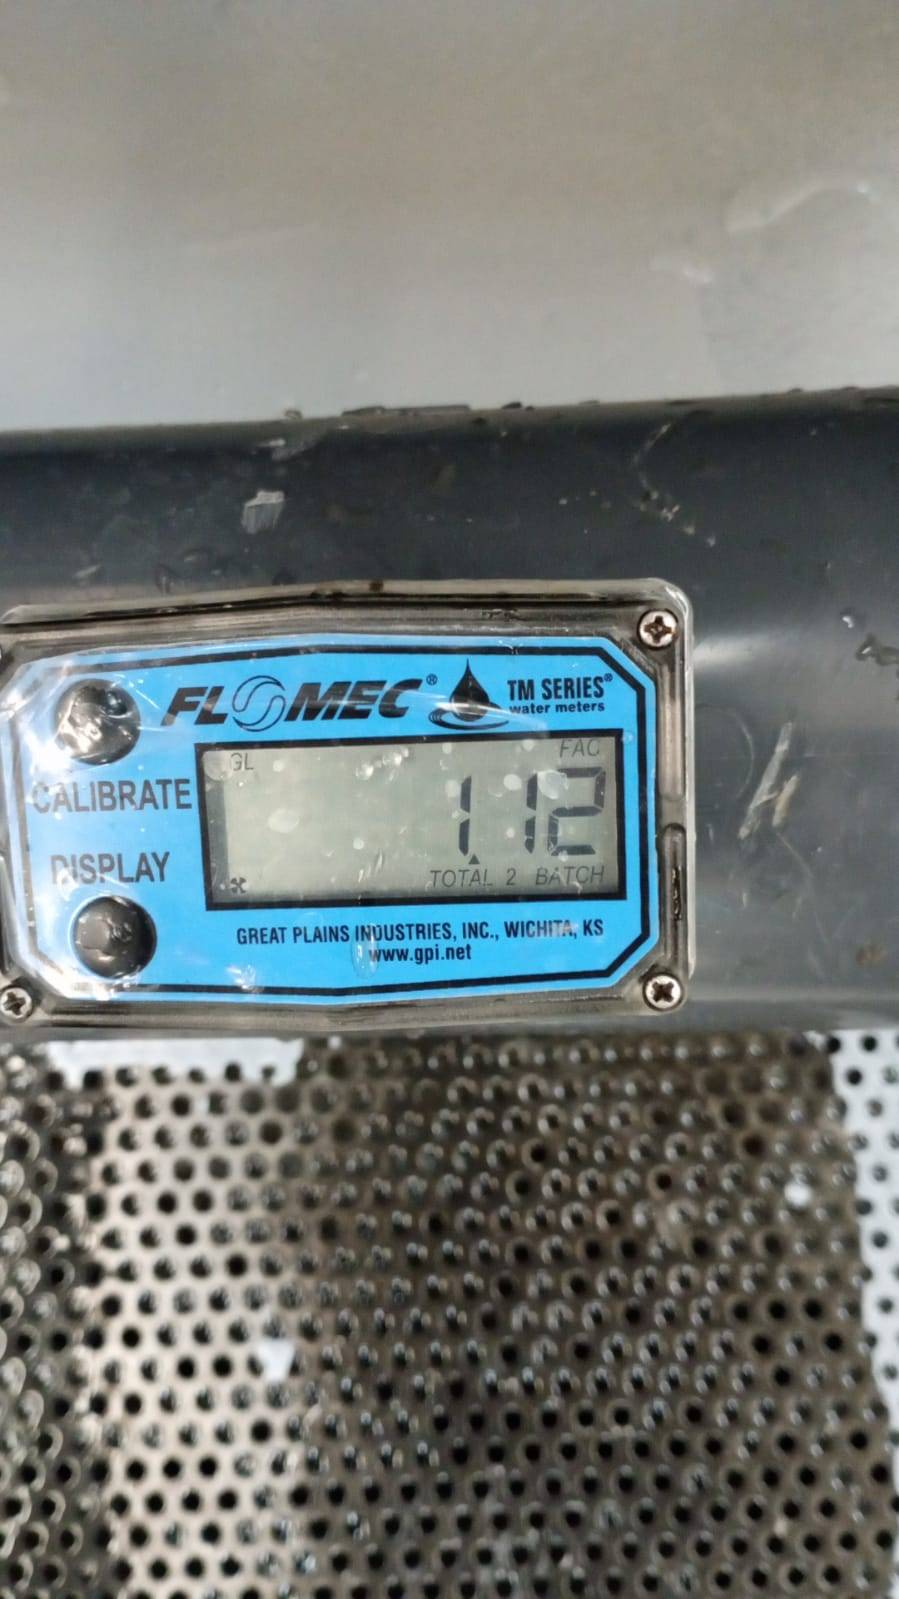 FLOMEC®
TM SERIES®
water meters
CALIBRATE
DISPLAY
GL
FAC
1.12
TOTAL 2 BATCH
GREAT PLAINS INDUSTRIES, INC., WICHITA, KS
www.gpi.net